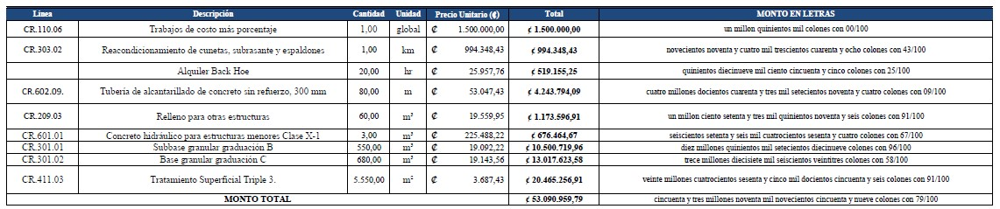 Línea Descripción Cantidad Unidad Precio Unitario (₡) Total MONTO EN LETRAS
CR.110.06 Trabajos de costo más porcentaje 1,00 global ₡ 1.500.000,00 ¢ 1.500.000,00 un millon quinientos mil colones con 00/100
CR.303.02 Reacondicionamiento de cunetas, subrasante y espaldones 1,00 km ₡ 994.348,43 ¢ 994.348,43 novecientos noventa y cuatro mil trescientos cuarenta y ocho colones con 43/100
Alquiler Back Hoe 20,00 hr ₡ 25.957,76 ¢ 519.155,25 quinientos diecinueve mil ciento cincuenta y cinco colones con 25/100
CR.602.09. Tubería de alcantarillado de concreto sin refuerzo, 300 mm 80,00 m ₡ 53.047,43 ¢ 4.243.794,09 cuatro millones docientos cuarenta y tres mil setecientos noventa y cuatro colones con 09/100
CR.209.03 Relleno para otras estructuras 60,00 m³ ₡ 19.559,95 ¢ 1.173.596,91 un millon ciento setenta y tres mil quinientos noventa y seis colones con 91/100
CR.601.01 Concreto hidráulico para estructuras menores Clase X-1 3,00 m³ ₡ 225.488,22 ¢ 676.464,67 seiscientos setenta y seis mil cuatrocientos sesenta y cuatro colones con 67/100
CR.301.01 Subbase granular graduación B 550,00 m³ ₡ 19.092,22 ¢ 10.500.719,96 diez millones quinientos mil setecientos diecinueve colones con 96/100
CR.301.02 Base granular graduación C 680,00 m³ ₡ 19.143,56 ¢ 13.017.623,58 trece millones diecisiete mil seiscientos veintitres colones con 58/100
CR.411.03 Tratamiento Superficial Triple 3. 5.550,00 m² ₡ 3.687,43 ¢ 20.465.256,91 veinte millones cuatrocientos sesenta y cinco mil docientos cincuenta y seis colones con 91/100
MONTO TOTAL ¢ 53.090.959,79 cincuenta y tres millones noventa mil novecientos cincuenta y nueve colones con 79/100